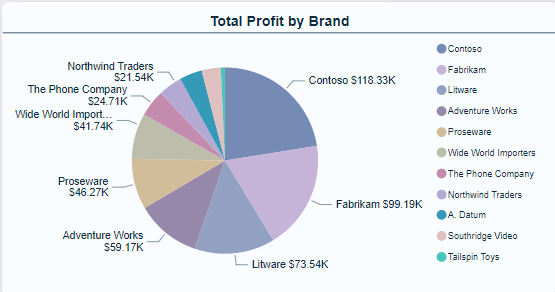 Total Profit by Brand
Northwind Traders
$21.54K
The Phone Company
$24.71K
Wide World Import...
$41.74K
Proseware
$46.27K
Adventure Works
$59.17K
Litware $73.54K
Fabrikam $99.19K
Contoso $118.33K
Contoso
Fabrikam
Litware
Adventure Works
Proseware
Wide World Importers
The Phone Company
Northwind Traders
A. Datum
Southridge Video
Tailspin Toys